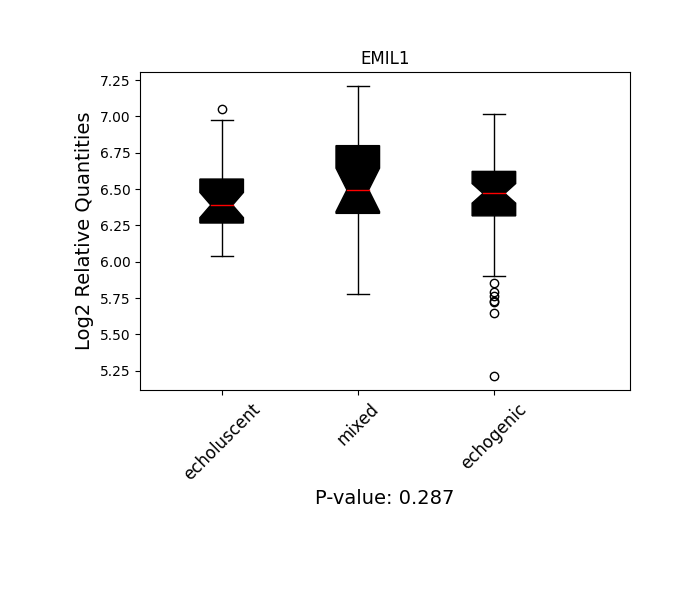 EMIL1
Log2 Relative Quantities
7.25
7.00
6.75
6.50
6.25
6.00
5.75
5.50
5.25
echoluscent
mixed
echogenic
P-value: 0.287